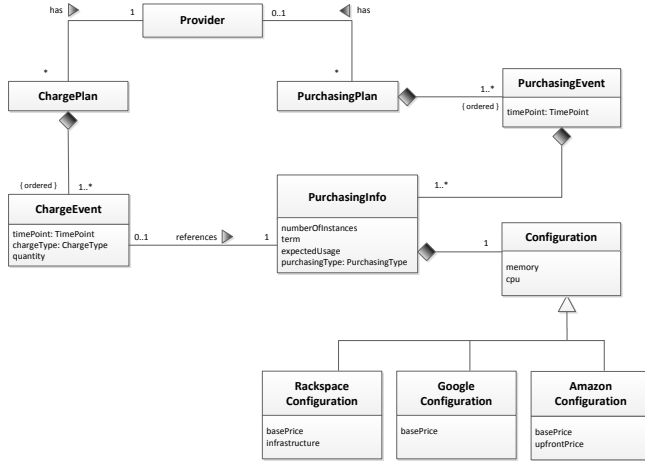 has
1
Provider
0..1
has
*
*
ChargePlan
PurchasingPlan
1..*
{ ordered }
PurchasingEvent
timePoint: TimePoint
{ ordered }
1..*
1..*
ChargeEvent
timePoint: TimePoint
chargeType: ChargeType
quantity
0..1
references
1
PurchasingInfo
numberOfInstances
term
expectedUsage
purchasingType: PurchasingType
1
Configuration
memory
cpu
Rackspace
Configuration
basePrice
infrastructure
Google
Configuration
basePrice
Amazon
Configuration
basePrice
upfrontPrice